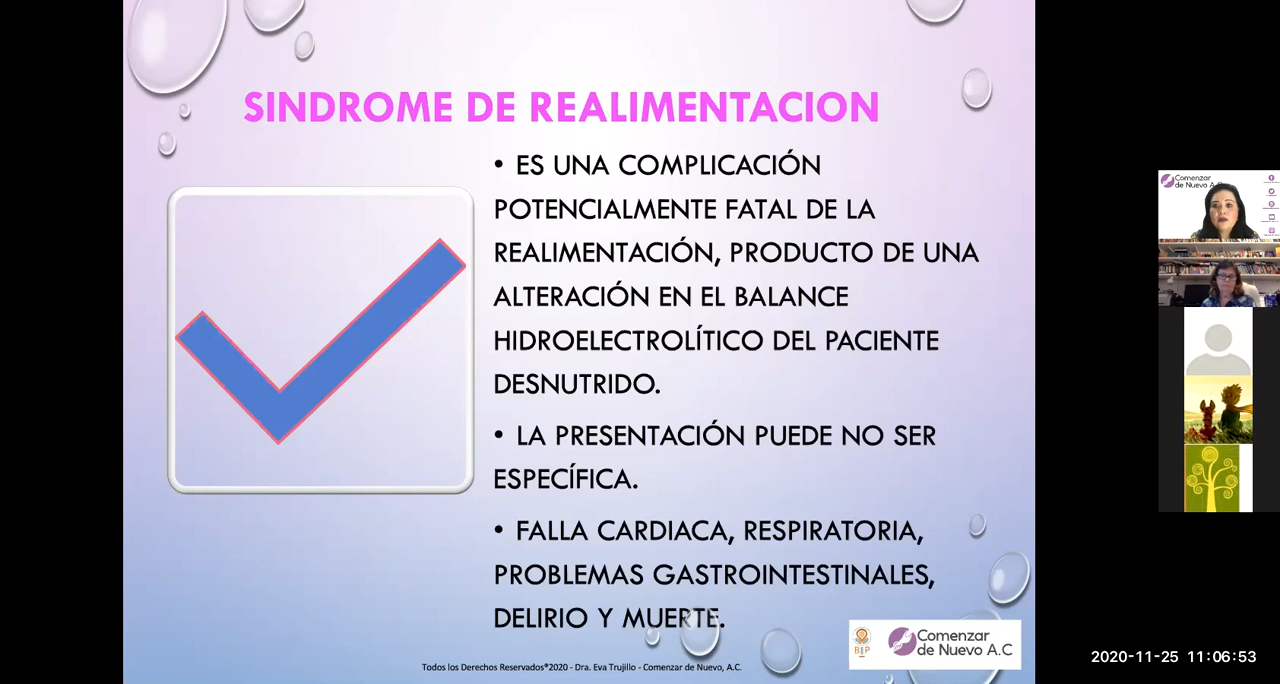 SINDROME DE REALIMENTACION
• ES UNA COMPLICACIÓN
POTENCIALMENTE FATAL DE LA
REALIMENTACIÓN, PRODUCTO DE UNA
ALTERACIÓN EN EL BALANCE
HIDROELECTROLÍTICO DEL PACIENTE
DESNUTRIDO.
• LA PRESENTACIÓN PUEDE NO SER
ESPECÍFICA.
• FALLA CARDIACA, RESPIRATORIA,
PROBLEMAS GASTROINTESTINALES,
DELIRIO Y MUERTE.
Todos los Derechos Reservados®2020 - Dra. Eva Trujillo - Comenzar de Nuevo, A.C.
BIP
Comenzar
de Nuevo A.C
Comenzar
de Nuevo A.
2020-11-25 11:06:53